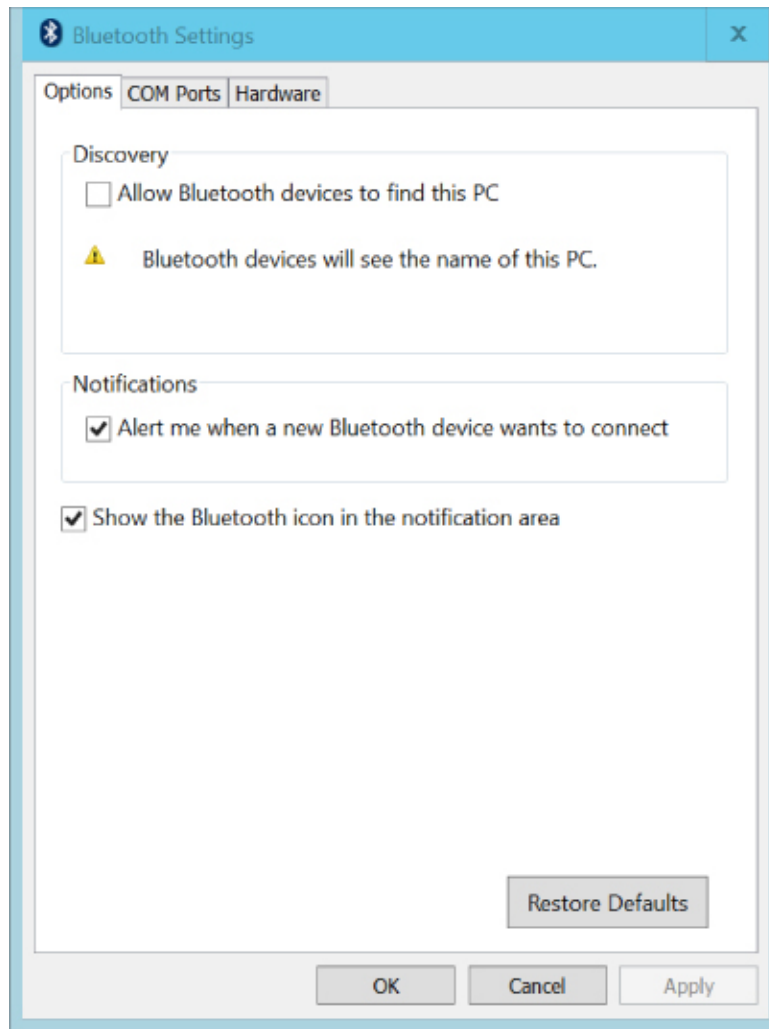 Bluetooth Settings
x
Options COM Ports Hardware
Discovery
Allow Bluetooth devices to find this PC
Bluetooth devices will see the name of this PC.
Notifications
Alert me when a new Bluetooth device wants to connect
Show the Bluetooth icon in the notification area
Restore Defaults
OK Cancel Apply